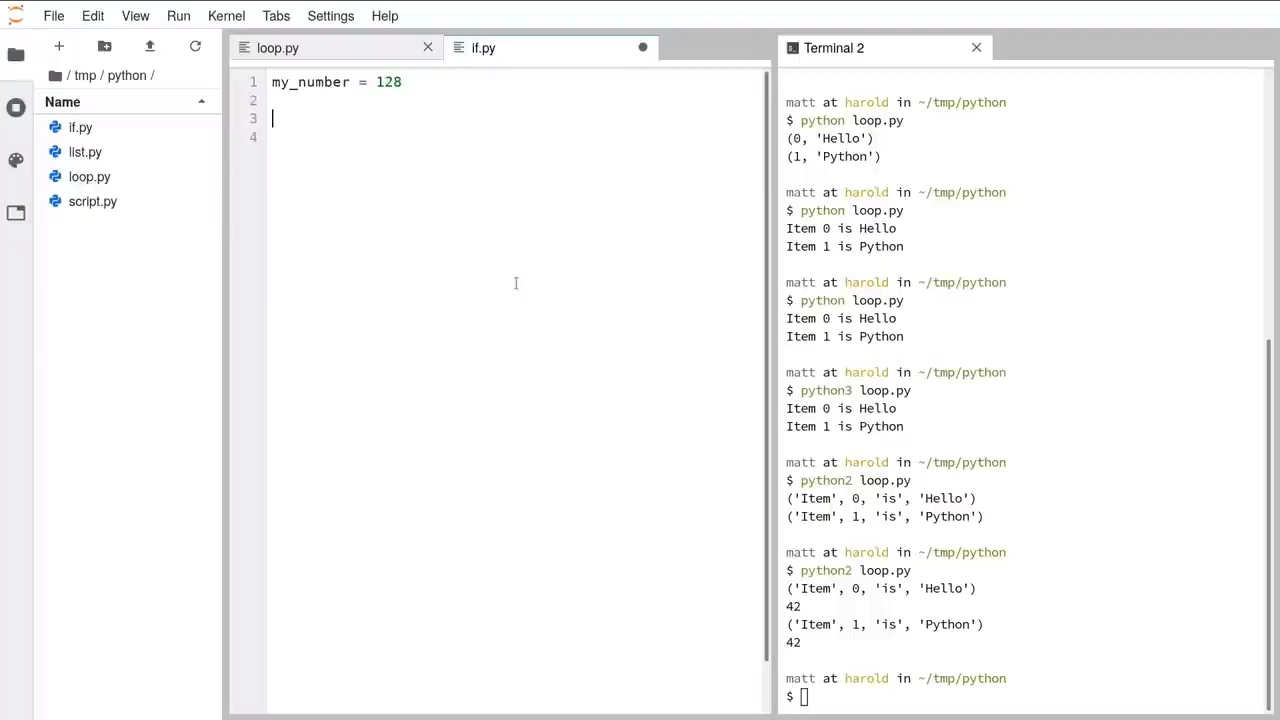 File Edit View Run Kernel Tabs Settings Help
/ tmp / python /
Name
if.py
list.py
loop.py
script.py
loop.py
if.py
1 my_number = 128
2
3
4
Terminal 2
matt at harold in ~/tmp/python
$ python loop.py
(0, 'Hello')
(1, 'Python')
matt at harold in ~/tmp/python
$ python loop.py
Item 0 is Hello
Item 1 is Python
matt at harold in ~/tmp/python
$ python loop.py
Item 0 is Hello
Item 1 is Python
matt at harold in ~/tmp/python
$ python3 loop.py
Item 0 is Hello
Item 1 is Python
matt at harold in ~/tmp/python
$ python2 loop.py
('Item', 0, 'is', 'Hello')
('Item', 1, 'is', 'Python')
matt at harold in ~/tmp/python
$ python2 loop.py
('Item', 0, 'is', 'Hello')
42
('Item', 1, 'is', 'Python')
42
matt at harold in ~/tmp/python
$